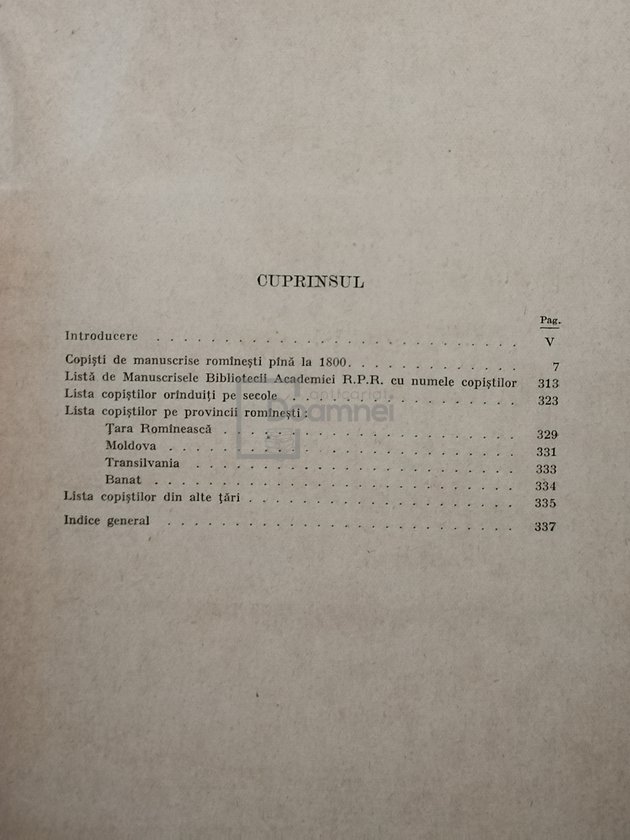 CUPRINSUL
Pag.
Introducere . . . . . . . . . . . . . . . . . . . . . . . . . . . V
Copiști de manuscrise romînești pînă la 1800. . . . . . . . . . . . . 7
Listă de Manuscrisele Bibliotecii Academiei R.P.R. cu numele copiștilor 313
Lista copiștilor orînduiți pe secole . . . . . . . . . . . . . . . . . 323
Lista copiștilor pe provincii romînești :
Țara Romînească . . . . . . . . . . . . . . . . . . . . . . 329
Moldova . . . . . . . . . . . . . . . . . . . . . . . . . . 331
Transilvania . . . . . . . . . . . . . . . . . . . . . . . . 333
Banat . . . . . . . . . . . . . . . . . . . . . . . . . . . 334
Lista copiștilor din alte țări . . . . . . . . . . . . . . . . . . . . 335
Indice general . . . . . . . . . . . . . . . . . . . . . . . . . . 337
anticariat
amnei